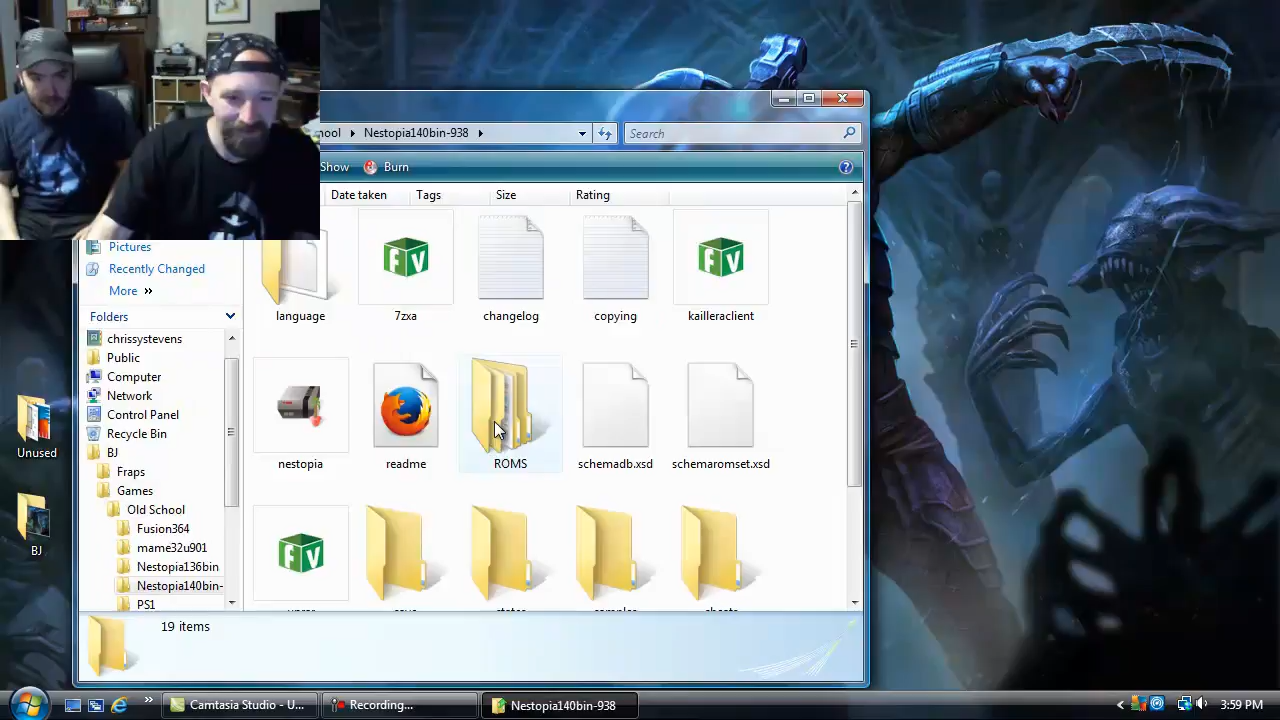 hool
Nestopia140bin-938
Search
Show
Burn
?
Date taken
Tags
Size
Rating
Pictures
Recently Changed
More »
Folders
language
7zxa
changelog
copying
kailleraclient
chrissystevens
Public
Computer
Network
Control Panel
Recycle Bin
BJ
Fraps
Games
Old School
Fusion364
mame32u901
Nestopia136bin
Nestopia140bin-
PS1
nestopia
readme
ROMS
schemadb.xsd
schemaromset.xsd
FV
Unused
BJ
19 items
Camtasia Studio - U...
Recording...
Nestopia140bin-938
3:59 PM